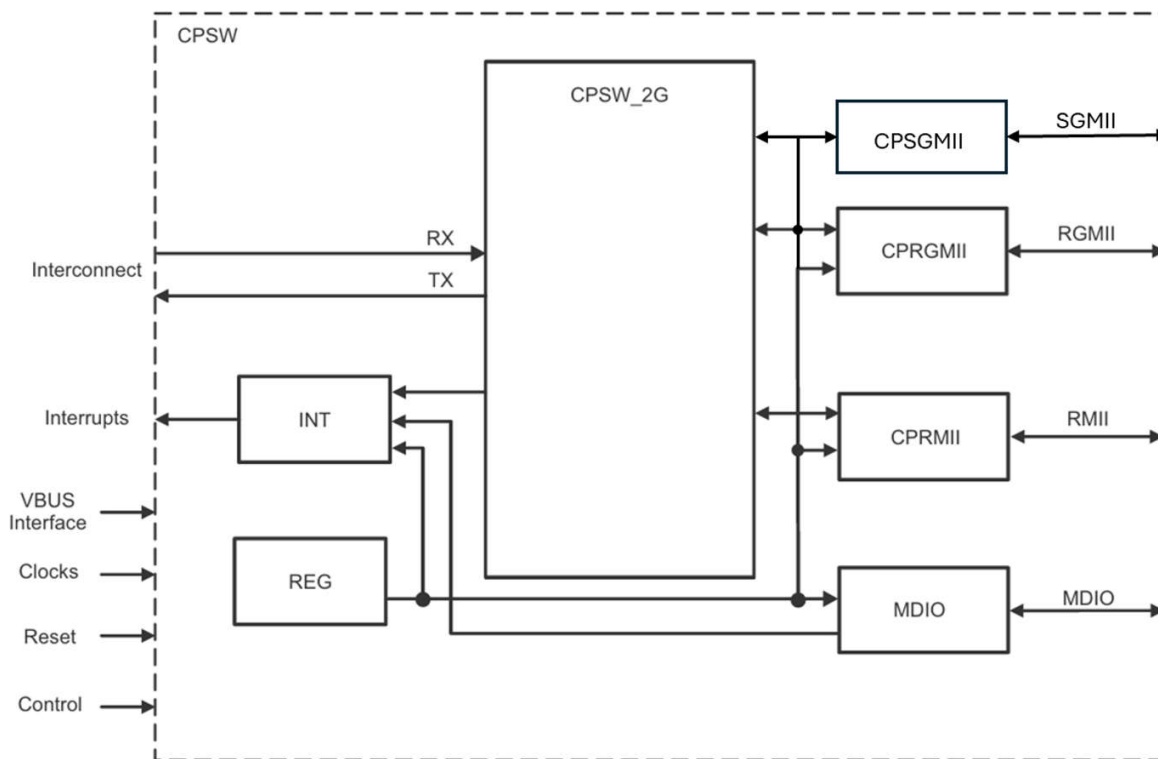 CPSW
CPSW_2G
SGMII
CPSGMII
RX
RGMII
CPRGMII
Interconnect
TX
Interrupts
INT
RMII
CPRMII
VBUS
Interface
Clocks
REG
MDIO
MDIO
Reset
Control